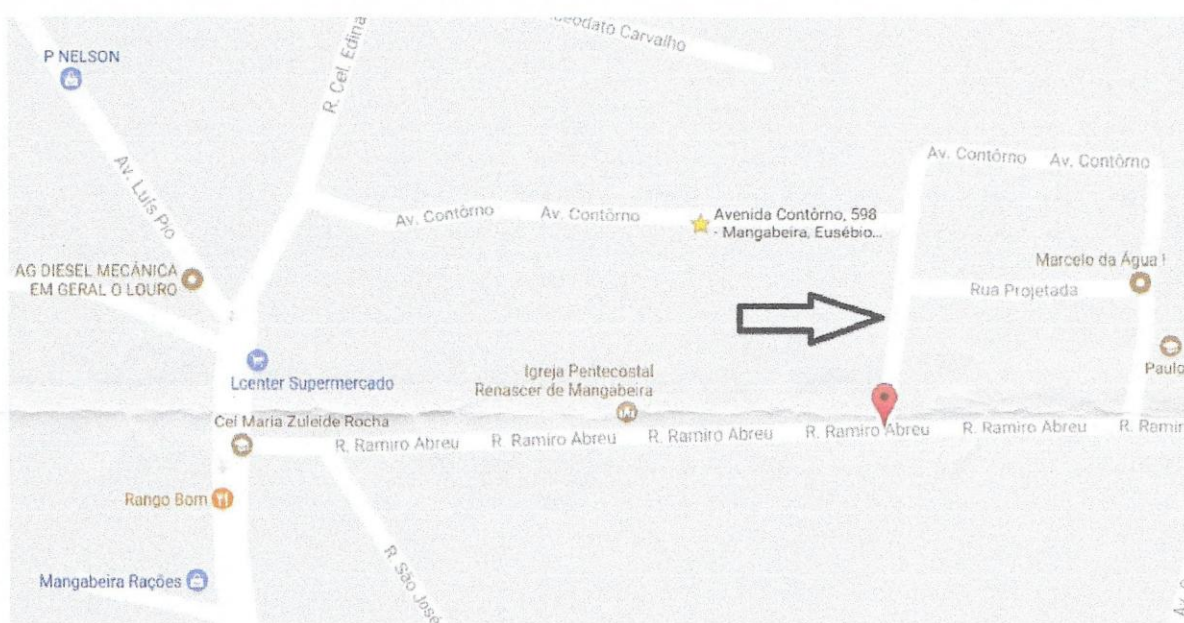 P NELSON
R. Cel. Edina
Carvalho
Av. Luís Pio
Av. Contôrno
Av. Contôrno
Av. Contôrno
Av. Contôrno
Avenida Contôrno, 598
- Mangabeira, Eusébio...
AG DIESEL MECÂNICA
EM GERAL O LOURO
Marcelo da Água !
Rua Projetada
Lcenter Supermercado
Igreja Pentecostal
Renascer de Mangabeira
Paulo
Cei Maria Zuleide Rocha
R. Ramiro Abreu
R. Ramiro Abreu
R. Ramiro Abreu
R. Ramiro Abreu
R. Ramiro Abreu
R. Ramir
Rango Bom
R. São José
Mangabeira Rações
Av.